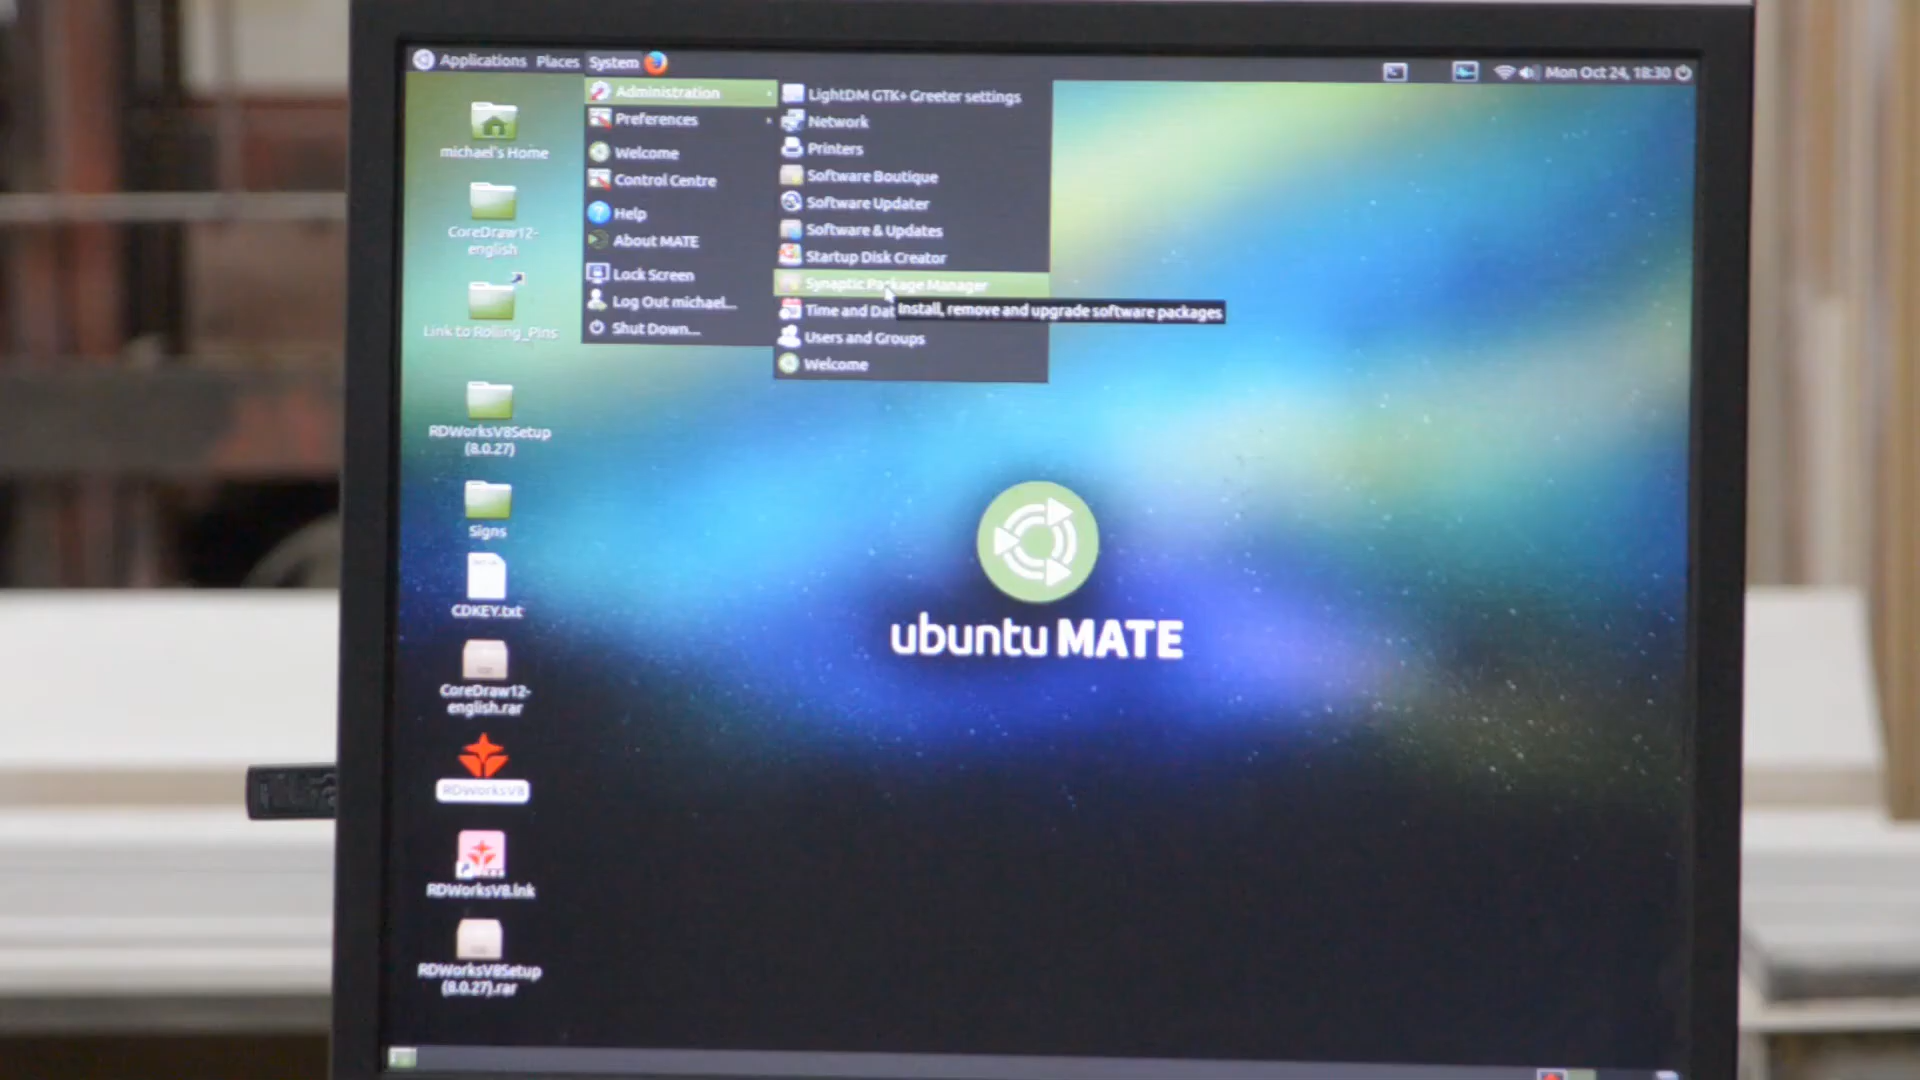 Applications Places System
Mon Oct 24, 18:30
Administration
Preferences
Welcome
Control Centre
Help
About MATE
Lock Screen
Log Out michael...
Shut Down...
LightDM GTK+ Greeter settings
Network
Printers
Software Boutique
Software Updater
Software & Updates
Startup Disk Creator
Synaptic Package Manager
Time and Dat
Install, remove and upgrade software packages
Users and Groups
Welcome
michael's Home
CoreDraw12-
english
Link to Rolling_Pins
RDWorksV8Setup
(8.0.27)
Signs
CDKEY.txt
CoreDraw12-
english.rar
RDWorksV8
RDWorksV8.lnk
RDWorksV8Setup
(8.0.27).rar
ubuntu MATE